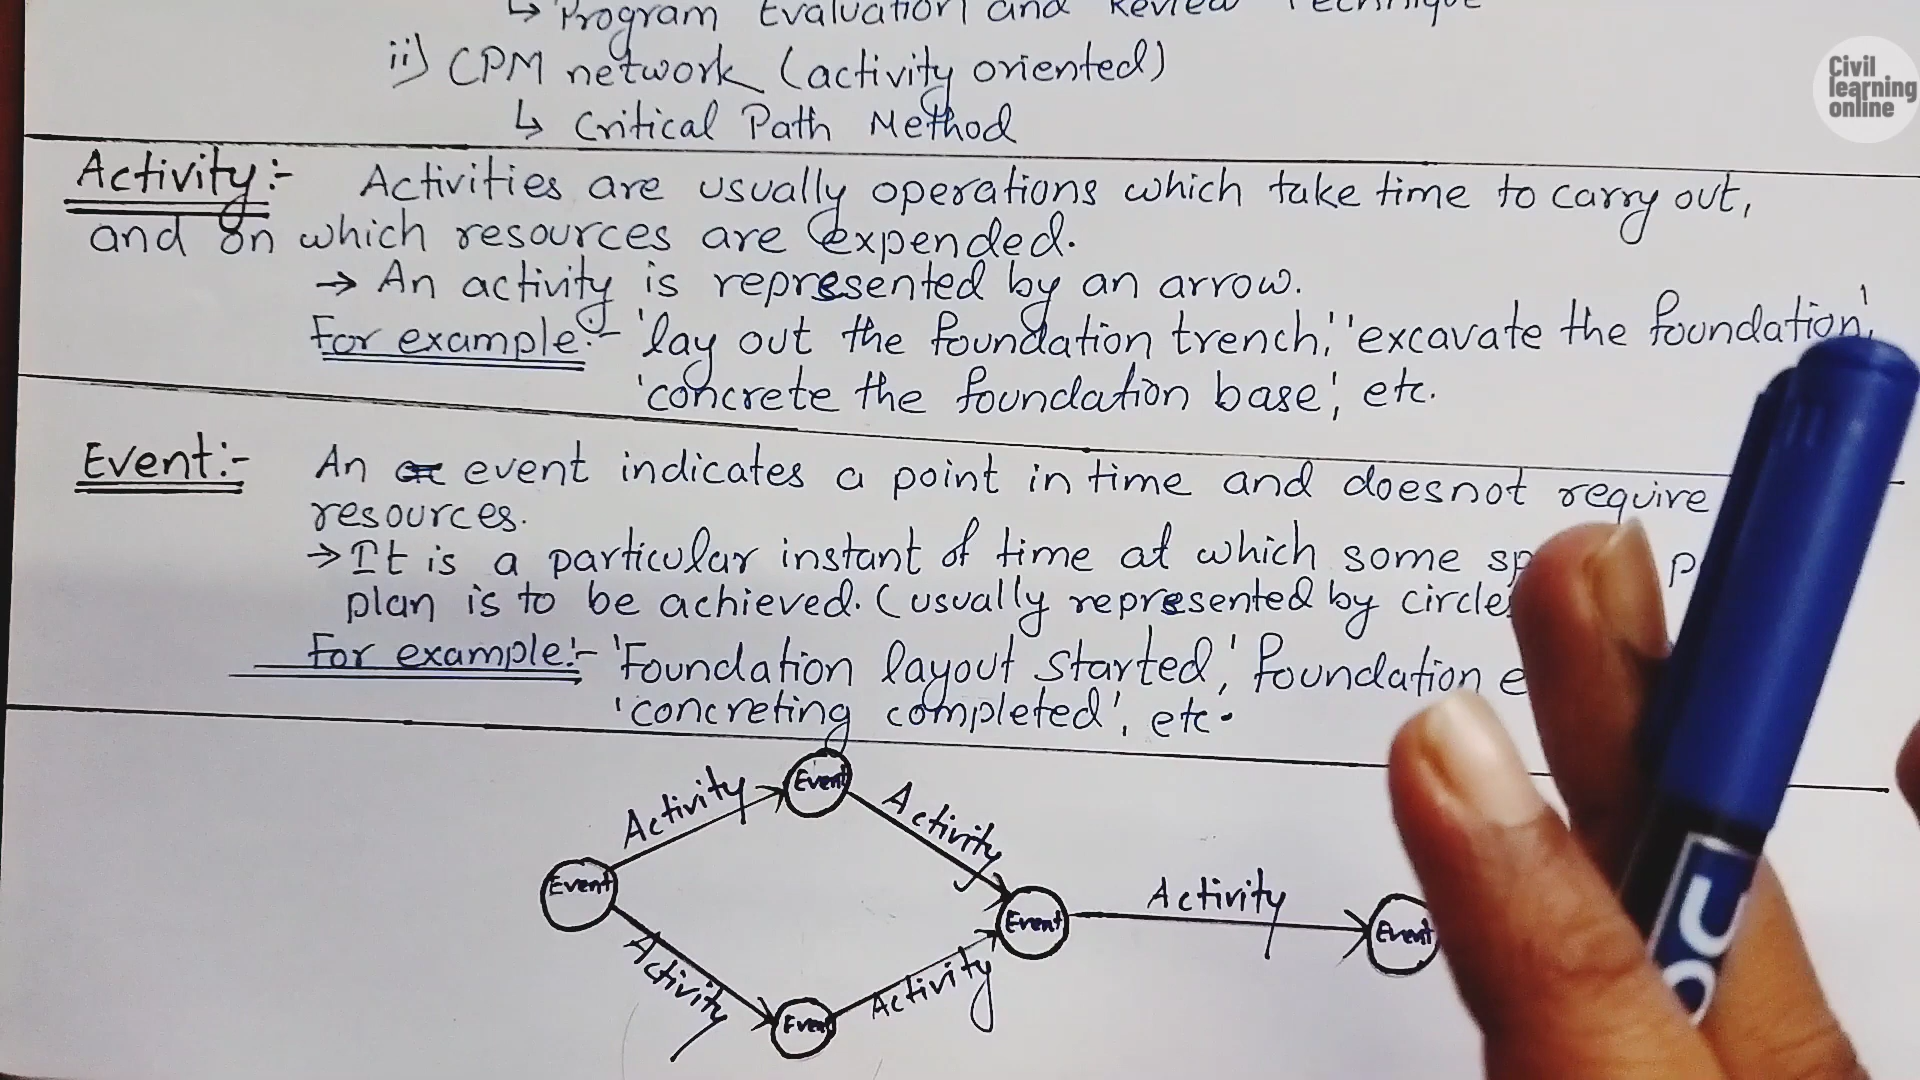 ↳ Program Evaluation and Review Technique
ii) CPM network (activity oriented)
↳ Critical Path Method
Civil
learning
online
Activity:- Activities are usually operations which take time to carry out,
and on which resources are expended.
→ An activity is represented by an arrow.
For example:- 'lay out the foundation trench', 'excavate the foundation',
'concrete the foundation base', etc.
Event:- An event indicates a point in time and doesnot require
resources.
→ It is a particular instant of time at which some
plan is to be achieved. (usually represented by circle
For example:- 'Foundation layout started', foundation
'concreting completed', etc.
Activity
Event
Activity
Event
Activity
Event
Activity
Event
Activity
Event